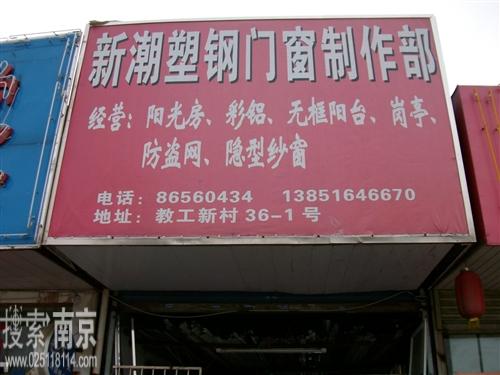 新潮塑钢门窗制作部
经营：阳光房、彩铝、无框阳台、岗亭、
防盗网、隐型纱窗
电话：86560434 13851646670
地址：教工新村36-1号
搜索南京
www.025118114.com